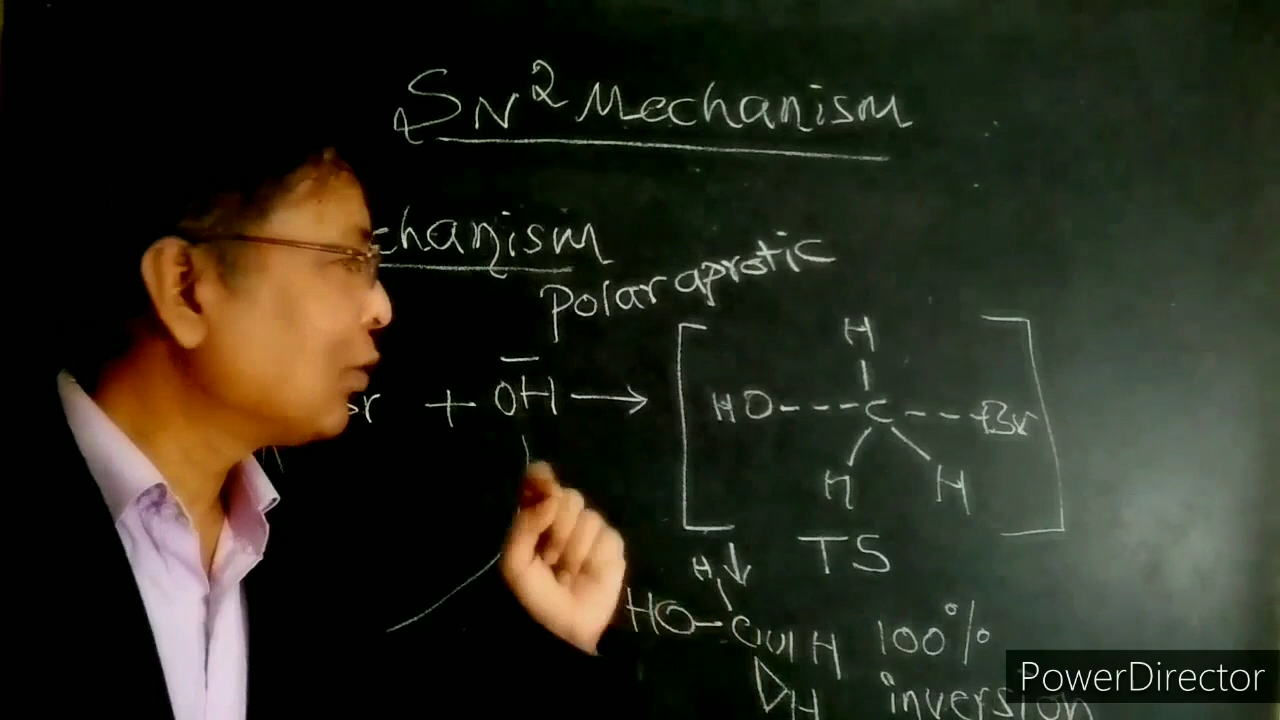 SN2 Mechanism
chanism
polar aprotic
r + OH → [HO---C---Br]
H
H H
TS
H ↓
HO-C H 100%
H inversion
PowerDirector